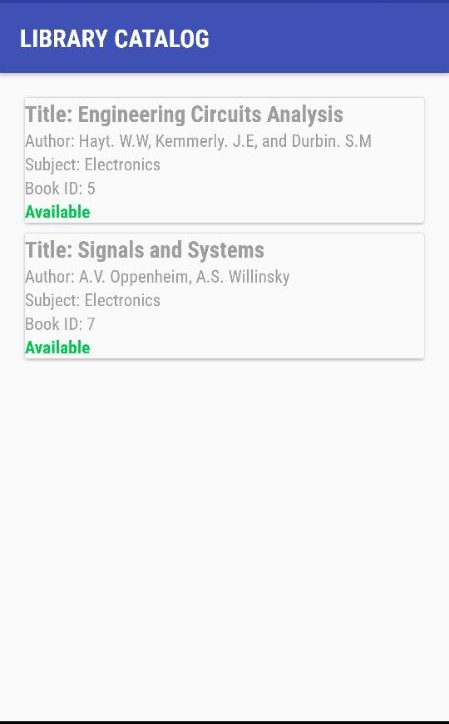 LIBRARY CATALOG
Title: Engineering Circuits Analysis
Author: Hayt. W.W, Kemmerly. J.E, and Durbin. S.M
Subject: Electronics
Book ID: 5
Available
Title: Signals and Systems
Author: A.V. Oppenheim, A.S. Willinsky
Subject: Electronics
Book ID: 7
Available